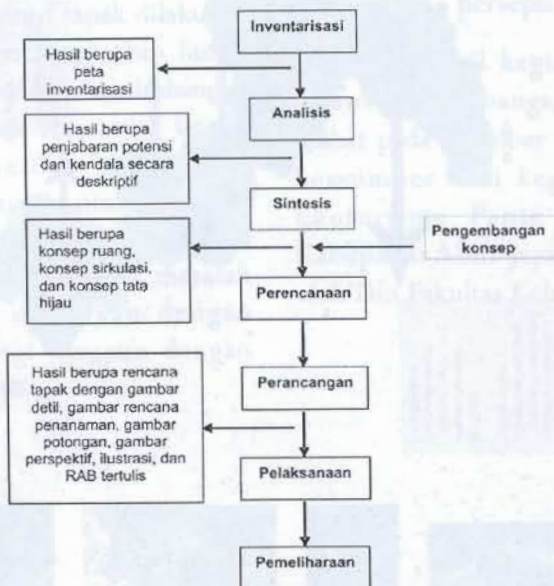 Inventarisasi
Hasil berupa
peta
inventarisasi
Analisis
Hasil berupa
penjabaran potensi
dan kendala secara
deskriptif
Sintesis
Hasil berupa
konsep ruang,
konsep sirkulasi,
dan konsep tata
hijau
Pengembangan
konsep
Perencanaan
Hasil berupa rencana
tapak dengan gambar
detil, gambar rencana
penanaman, gambar
potongan, gambar
perspektif, ilustrasi, dan
RAB tertulis
Perancangan
Pelaksanaan
Pemeliharaan